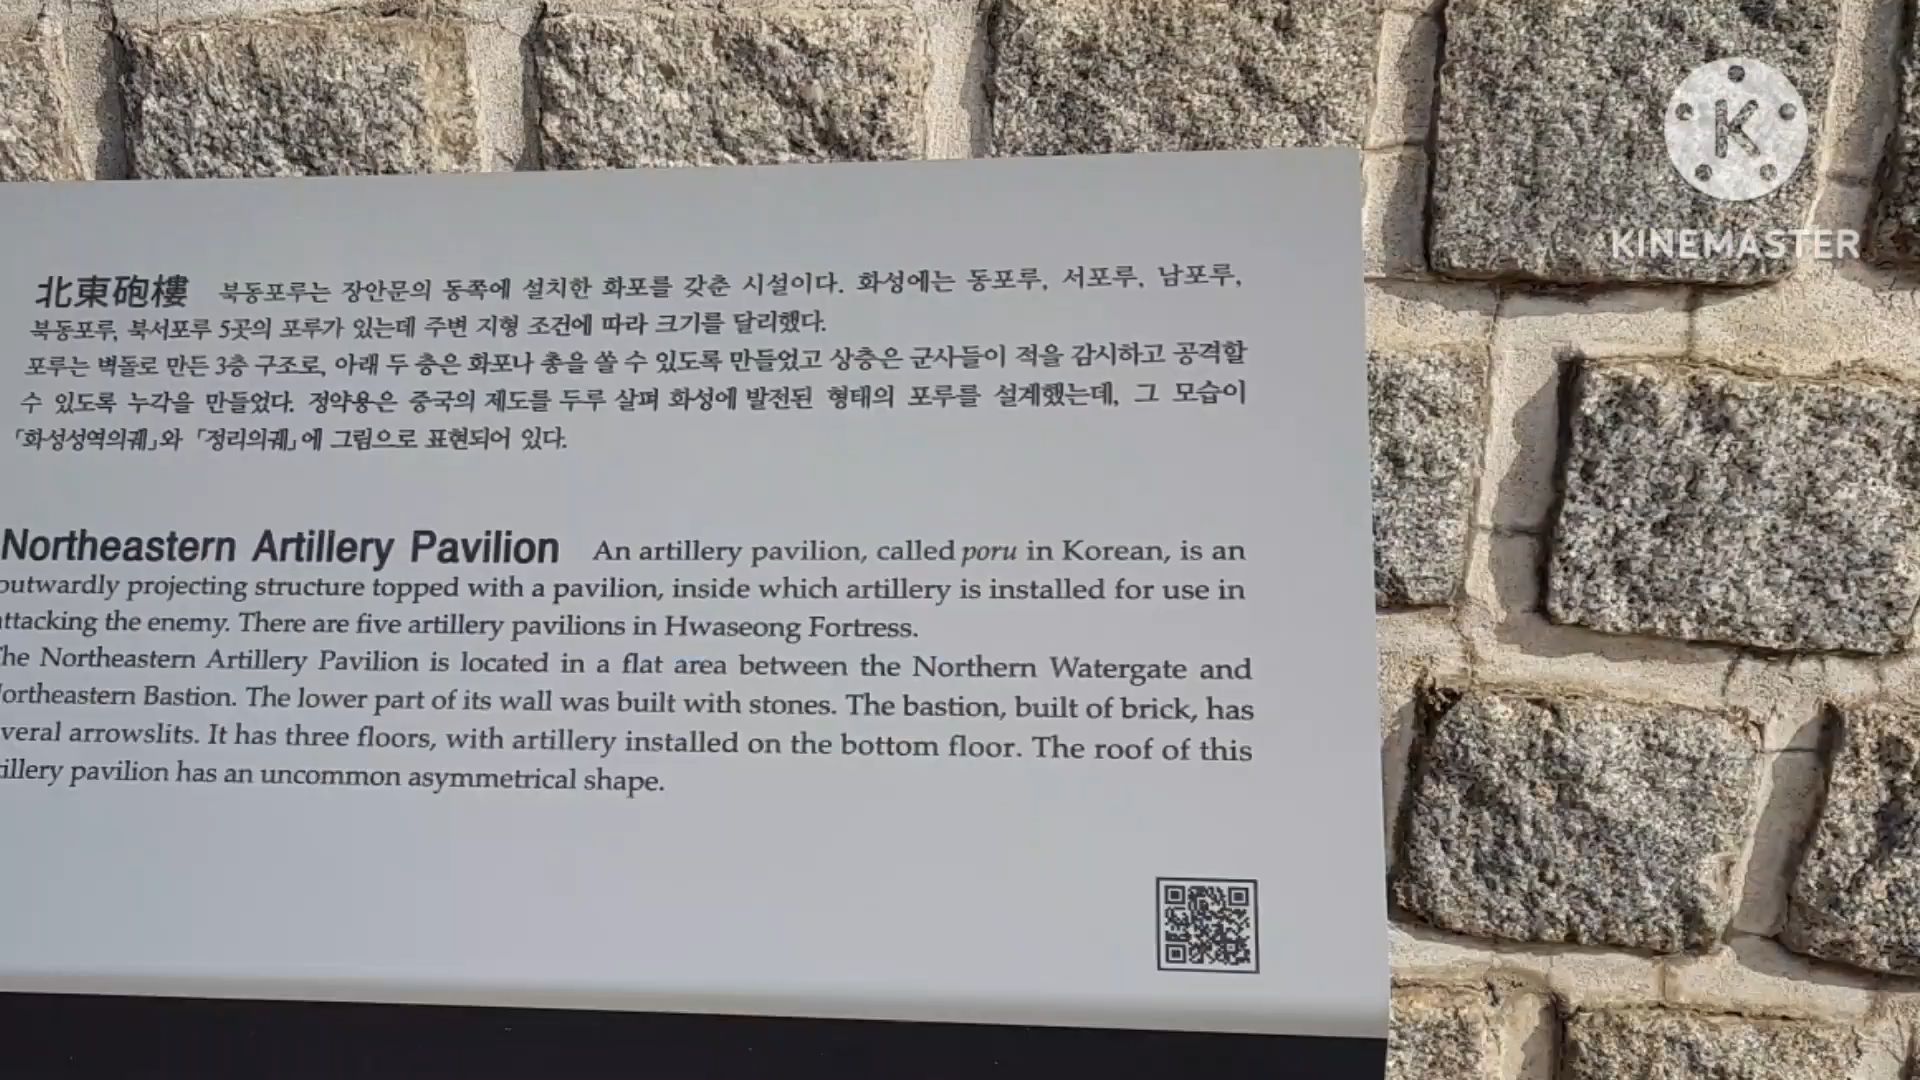 北東砲樓 북동포루는 장안문의 동쪽에 설치한 화포를 갖춘 시설이다. 화성에는 동포루, 서포루, 남포루,
북동포루, 북서포루 5곳의 포루가 있는데 주변 지형 조건에 따라 크기를 달리했다.
포루는 벽돌로 만든 3층 구조로, 아래 두 층은 화포나 총을 쏠 수 있도록 만들었고 상층은 군사들이 적을 감시하고 공격할
수 있도록 누각을 만들었다. 정약용은 중국의 제도를 두루 살펴 화성에 발전된 형태의 포루를 설계했는데, 그 모습이
「화성성역의궤」와 「정리의궤」에 그림으로 표현되어 있다.
Northeastern Artillery Pavilion An artillery pavilion, called poru in Korean, is an
outwardly projecting structure topped with a pavilion, inside which artillery is installed for use in
attacking the enemy. There are five artillery pavilions in Hwaseong Fortress.
The Northeastern Artillery Pavilion is located in a flat area between the Northern Watergate and
Northeastern Bastion. The lower part of its wall was built with stones. The bastion, built of brick, has
veral arrowslits. It has three floors, with artillery installed on the bottom floor. The roof of this
illery pavilion has an uncommon asymmetrical shape.
K
KINEMASTER